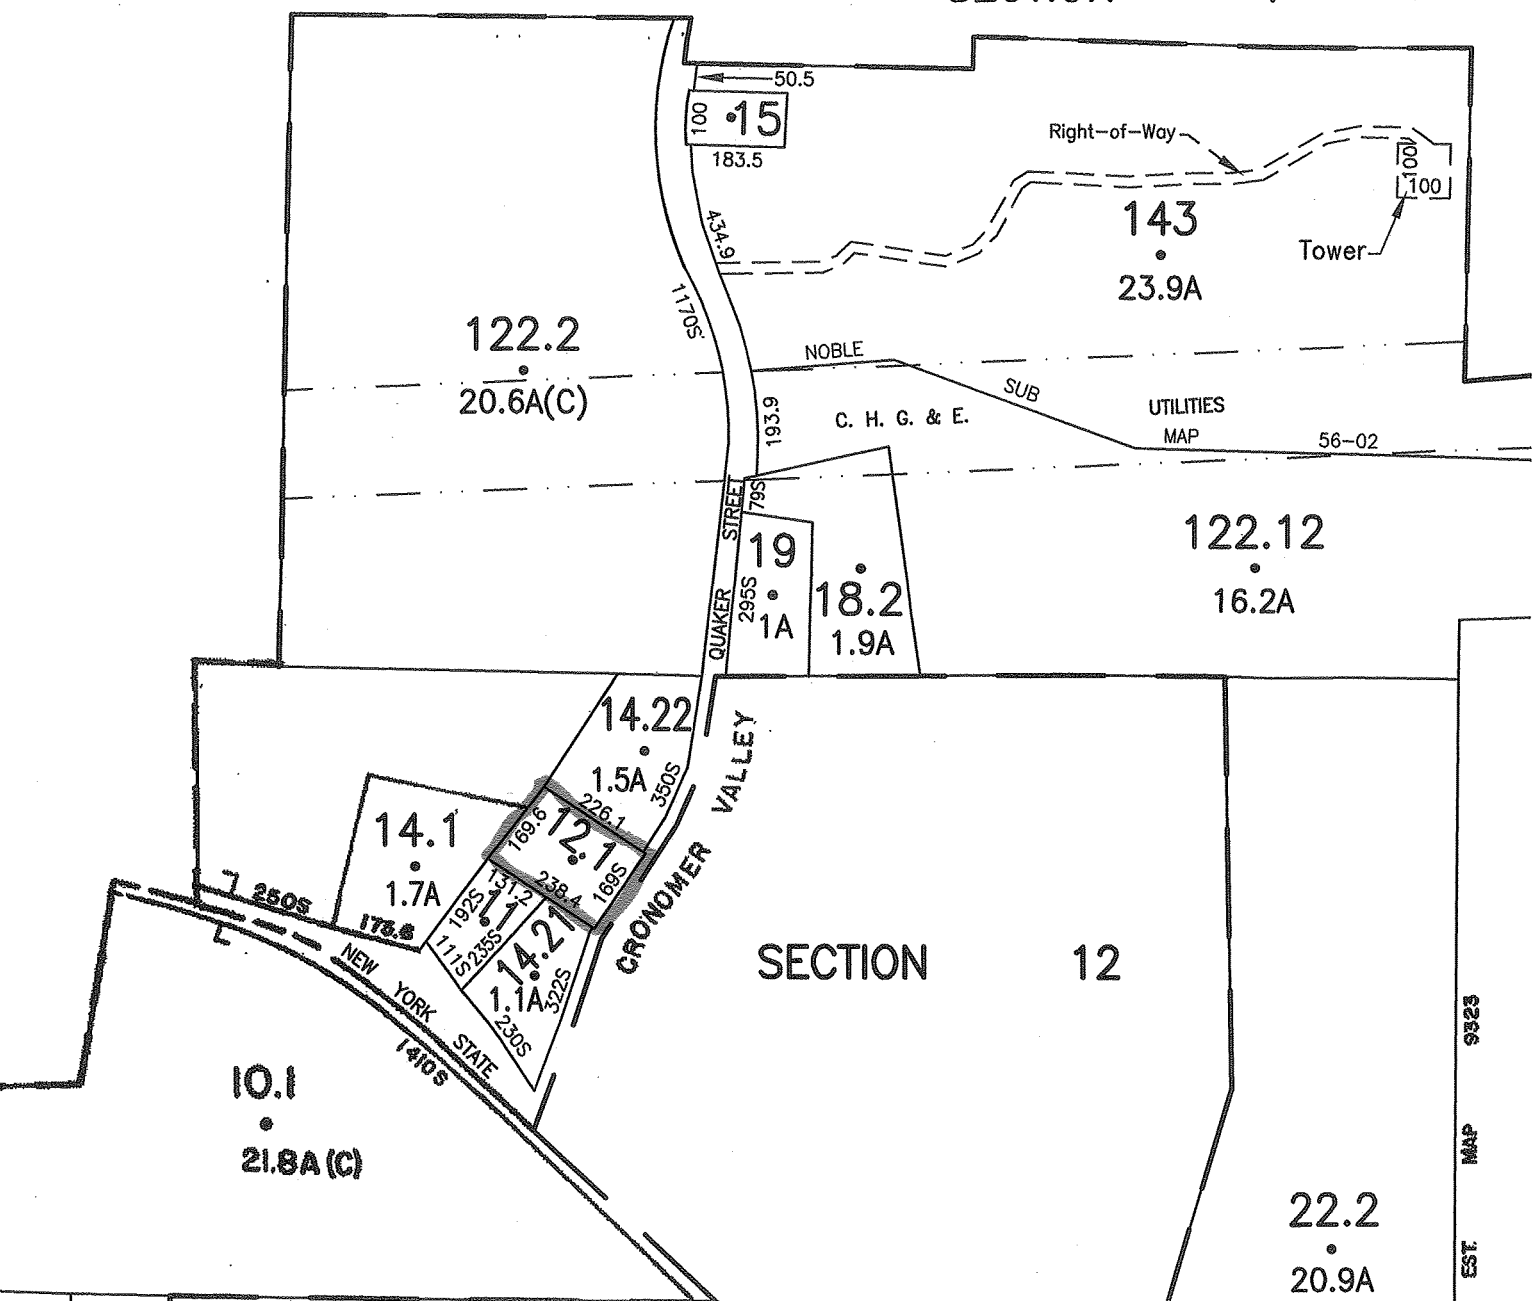 50.5
100
15
183.5
Right-of-Way
100
100
Tower
434.9
143
23.9A
1170S'
122.2
20.6A(C)
NOBLE
SUB
UTILITIES
MAP
56-02
C. H. G. & E.
193.9
79S
QUAKER STREET
19
295S
1A
18.2
1.9A
122.12
16.2A
14.22
1.5A
350S
226.1
169.6
12.1
169S
238.4
CRONOMER VALLEY
14.1
1.7A
250S
175.6
131.2
192S
11
111S
235S
14.21
1.1A
322S
230S
NEW YORK STATE
1410S
SECTION 12
10.1
21.8A (C)
22.2
20.9A
EST. MAP 9323